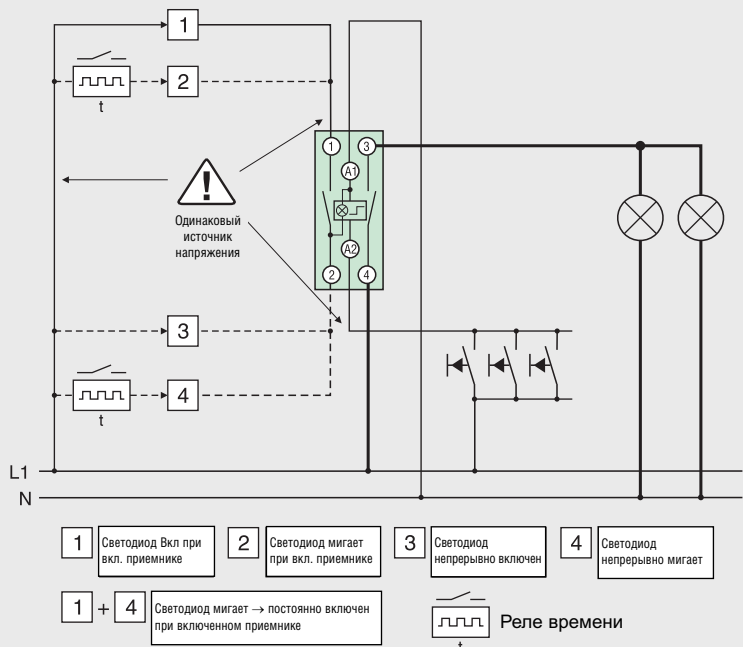 1
2
t
1
3
A1
!
Одинаковый
источник
напряжения
A2
2
4
3
4
t
L1
N
1 Светодиод Вкл при
вкл. приемнике
2 Светодиод мигает
при вкл. приемнике
3 Светодиод
непрерывно включен
4 Светодиод
непрерывно мигает
1 + 4 Светодиод мигает → постоянно включен
при включенном приемнике
Реле времени
t